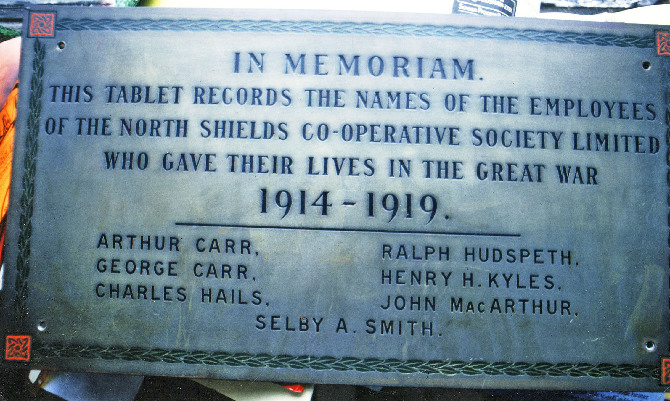 IN MEMORIAM.
THIS TABLET RECORDS THE NAMES OF THE EMPLOYEES
OF THE NORTH SHIELDS CO-OPERATIVE SOCIETY LIMITED
WHO GAVE THEIR LIVES IN THE GREAT WAR
1914-1919.
ARTHUR CARR.
GEORGE CARR.
CHARLES HAILS.
RALPH HUDSPETH.
HENRY H. KYLES.
JOHN MACARTHUR.
SELBY A. SMITH.